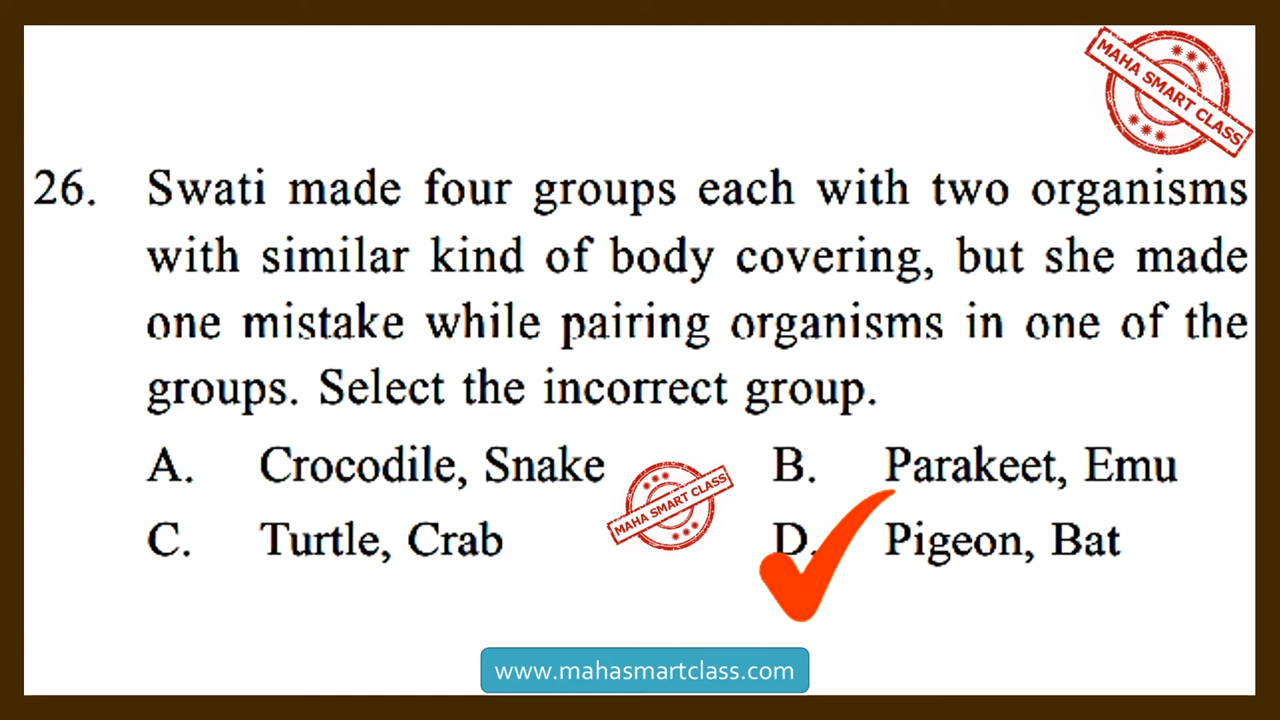 MAHA SMART CLASS
26. Swati made four groups each with two organisms
with similar kind of body covering, but she made
one mistake while pairing organisms in one of the
groups. Select the incorrect group.
A. Crocodile, Snake B. Parakeet, Emu
MAHA SMART CLASS
C. Turtle, Crab D. Pigeon, Bat
www.mahasmartclass.com